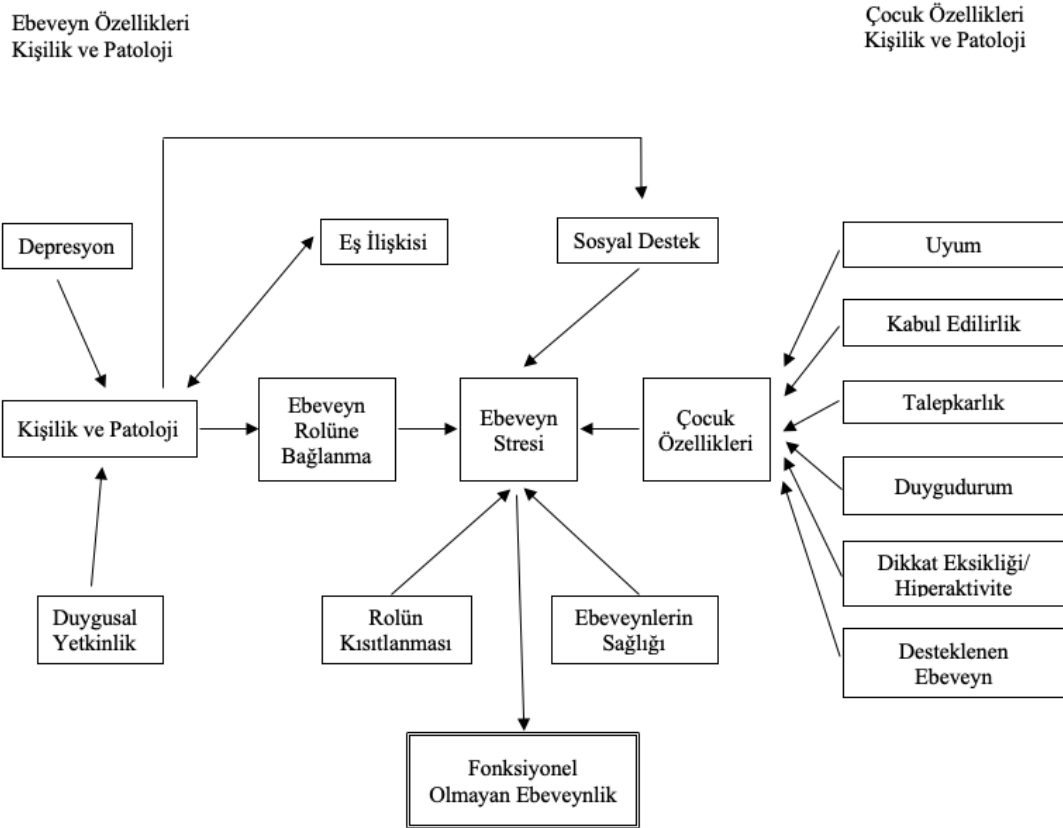 Ebeveyn Özellikleri
Kişilik ve Patoloji
Çocuk Özellikleri
Kişilik ve Patoloji
Depresyon
Eş İlişkisi
Sosyal Destek
Uyum
Kabul Edilirlik
Kişilik ve Patoloji
Ebeveyn
Rolüne
Bağlanma
Ebeveyn
Stresi
Çocuk
Özellikleri
Talepkarlık
Duygudurum
Dikkat Eksikliği/
Hiperaktivite
Duygusal
Yetkinlik
Rolün
Kısıtlanması
Ebeveynlerin
Sağlığı
Desteklenen
Ebeveyn
Fonksiyonel
Olmayan Ebeveynlik